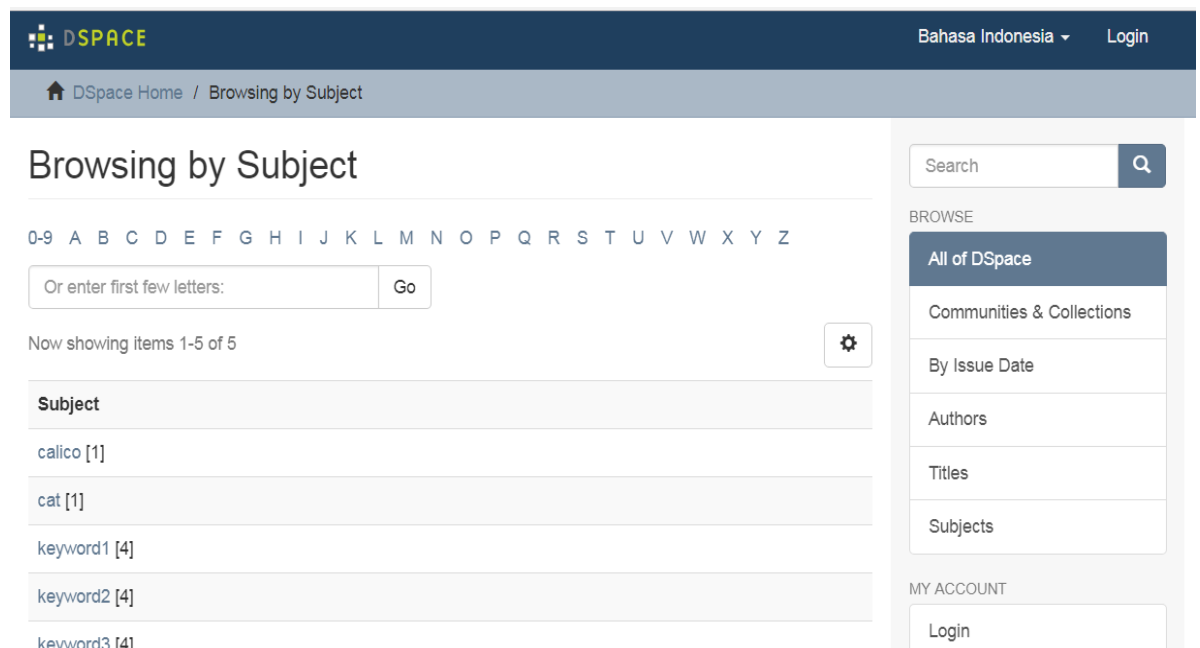 DSPACE
Bahasa Indonesia Login
DSpace Home / Browsing by Subject
Browsing by Subject
0-9 A B C D E F G H I J K L M N O P Q R S T U V W X Y Z
Or enter first few letters: Go
Now showing items 1-5 of 5
Subject
calico [1]
cat [1]
keyword1 [4]
keyword2 [4]
keyword3 [4]
Search
BROWSE
All of DSpace
Communities & Collections
By Issue Date
Authors
Titles
Subjects
MY ACCOUNT
Login